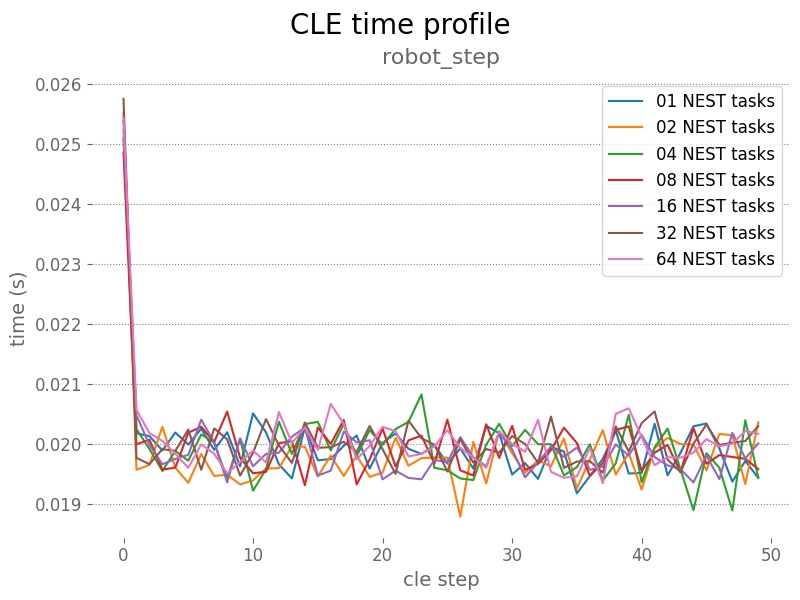 CLE time profile
robot_step
0.026
0.025
0.024
0.023
0.022
0.021
0.020
0.019
time (s)
01 NEST tasks
02 NEST tasks
04 NEST tasks
08 NEST tasks
16 NEST tasks
32 NEST tasks
64 NEST tasks
0 10 20 30 40 50
cle step